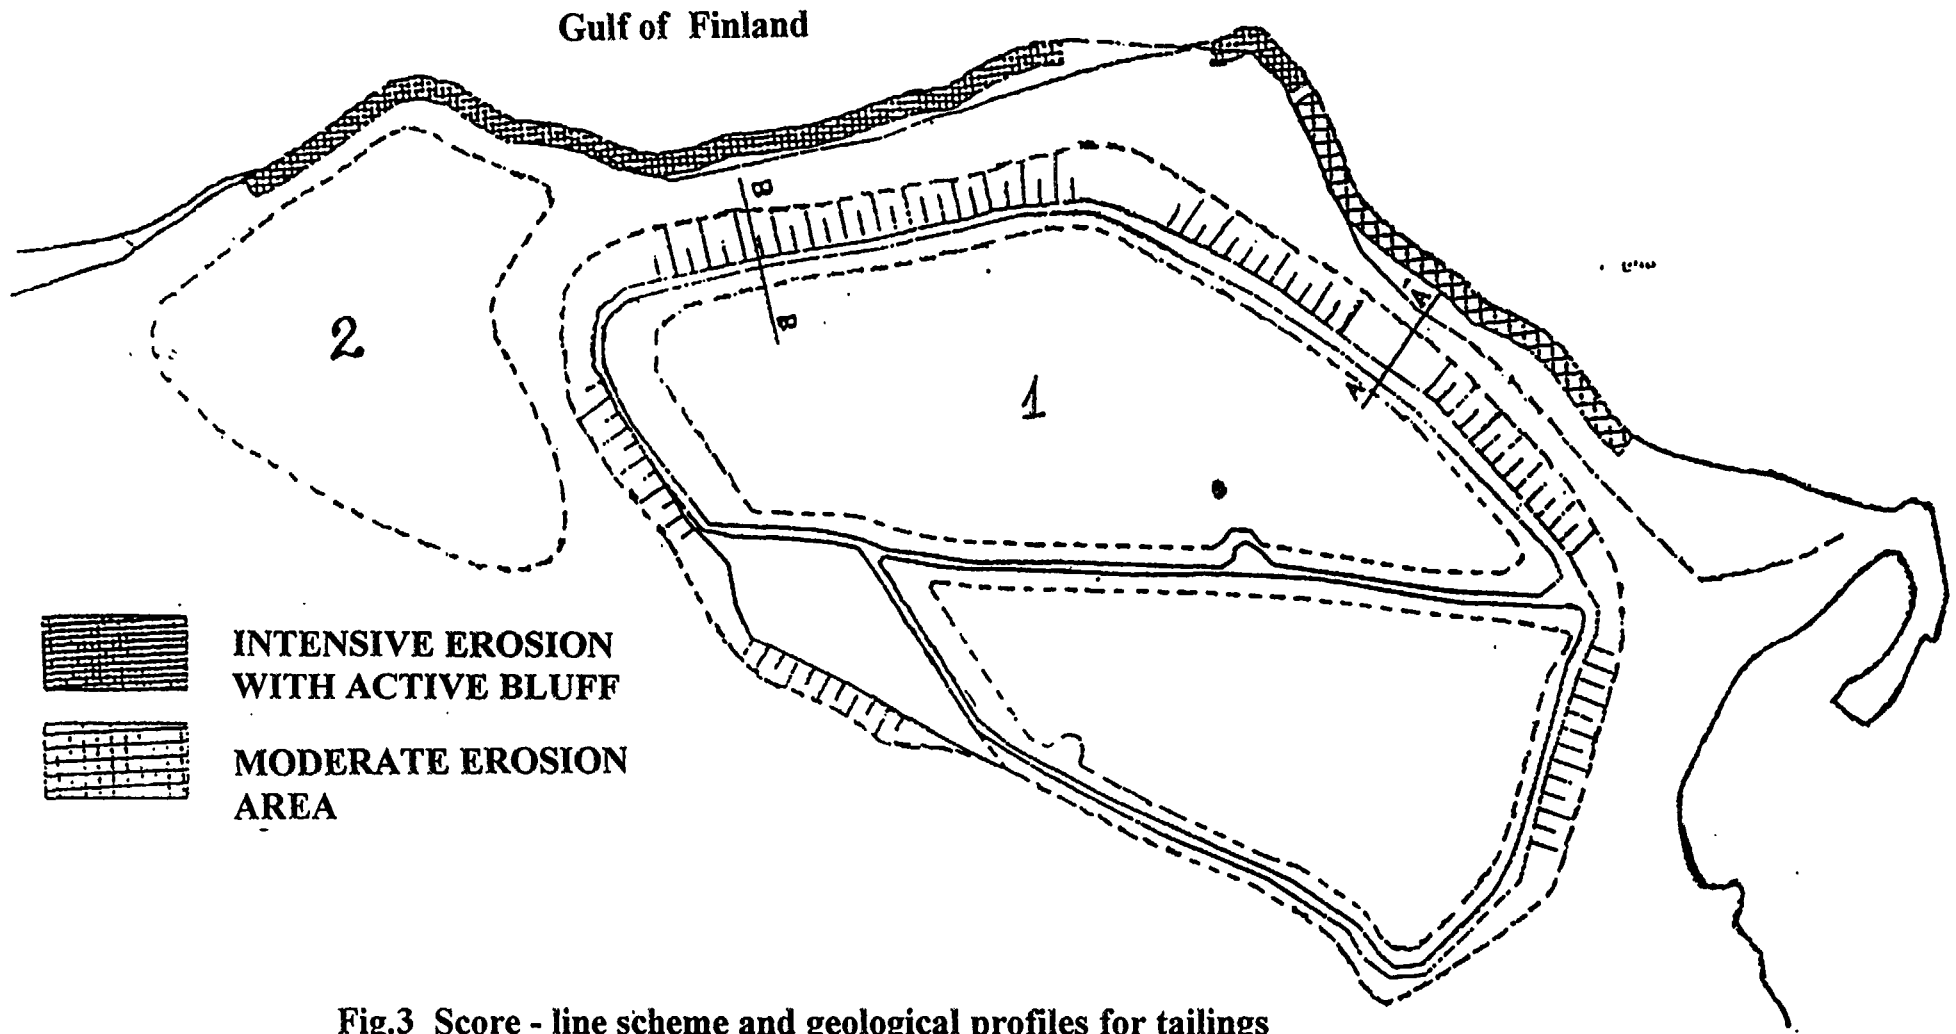 Gulf of Finland
B
B
A
A
2
1
INTENSIVE EROSION
WITH ACTIVE BLUFF
MODERATE EROSION
AREA
Fig.3 Score - line scheme and geological profiles for tailings